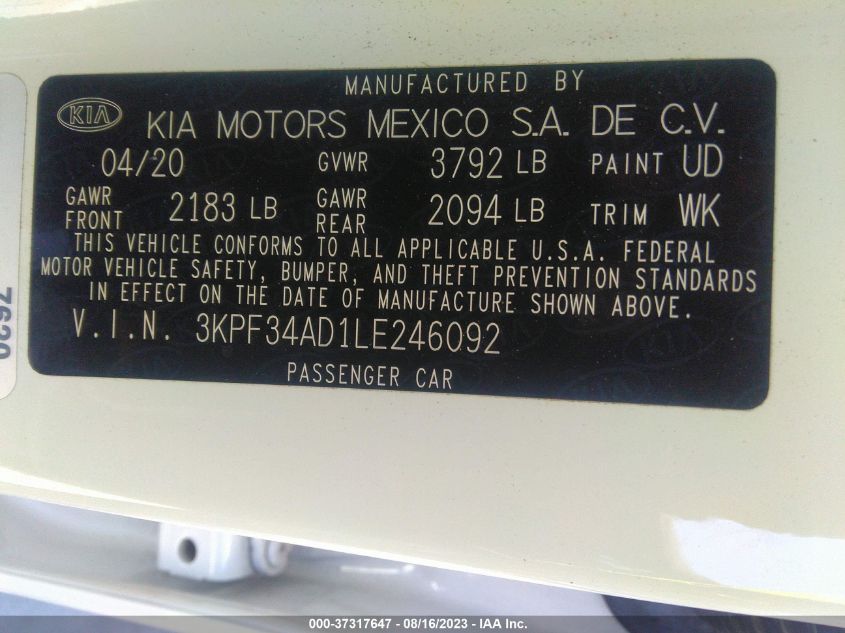 MANUFACTURED BY
KIA KIA MOTORS MEXICO S.A. DE C.V.
04/20 GVWR 3792 LB PAINT UD
GAWR FRONT 2183 LB GAWR REAR 2094 LB TRIM WK
THIS VEHICLE CONFORMS TO ALL APPLICABLE U.S.A. FEDERAL
MOTOR VEHICLE SAFETY, BUMPER, AND THEFT PREVENTION STANDARDS
IN EFFECT ON THE DATE OF MANUFACTURE SHOWN ABOVE.
V.I.N. 3KPF34AD1LE246092
PASSENGER CAR
000-37317647 - 08/16/2023 - IAA Inc.